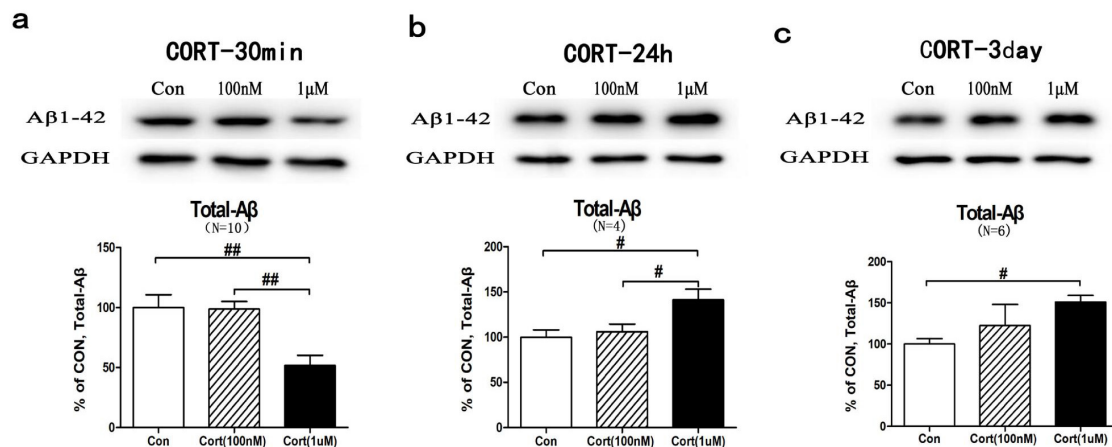 a
CORT-30min
Con 100nM 1μM
Aβ1-42
GAPDH
Total-Aβ
(N=10)
% of CON, Total-Aβ
150
100
50
0
##
##
Con Cort(100nM) Cort(1uM)
b
CORT-24h
Con 100nM 1μM
Aβ1-42
GAPDH
Total-Aβ
(N=4)
% of CON, Total-Aβ
200
150
100
50
0
#
#
Con Cort(100nM) Cort(1uM)
c
CORT-3day
Con 100nM 1μM
Aβ1-42
GAPDH
Total-Aβ
(N=6)
% of CON, Total-Aβ
200
150
100
50
0
#
Con Cort(100nM) Cort(1uM)